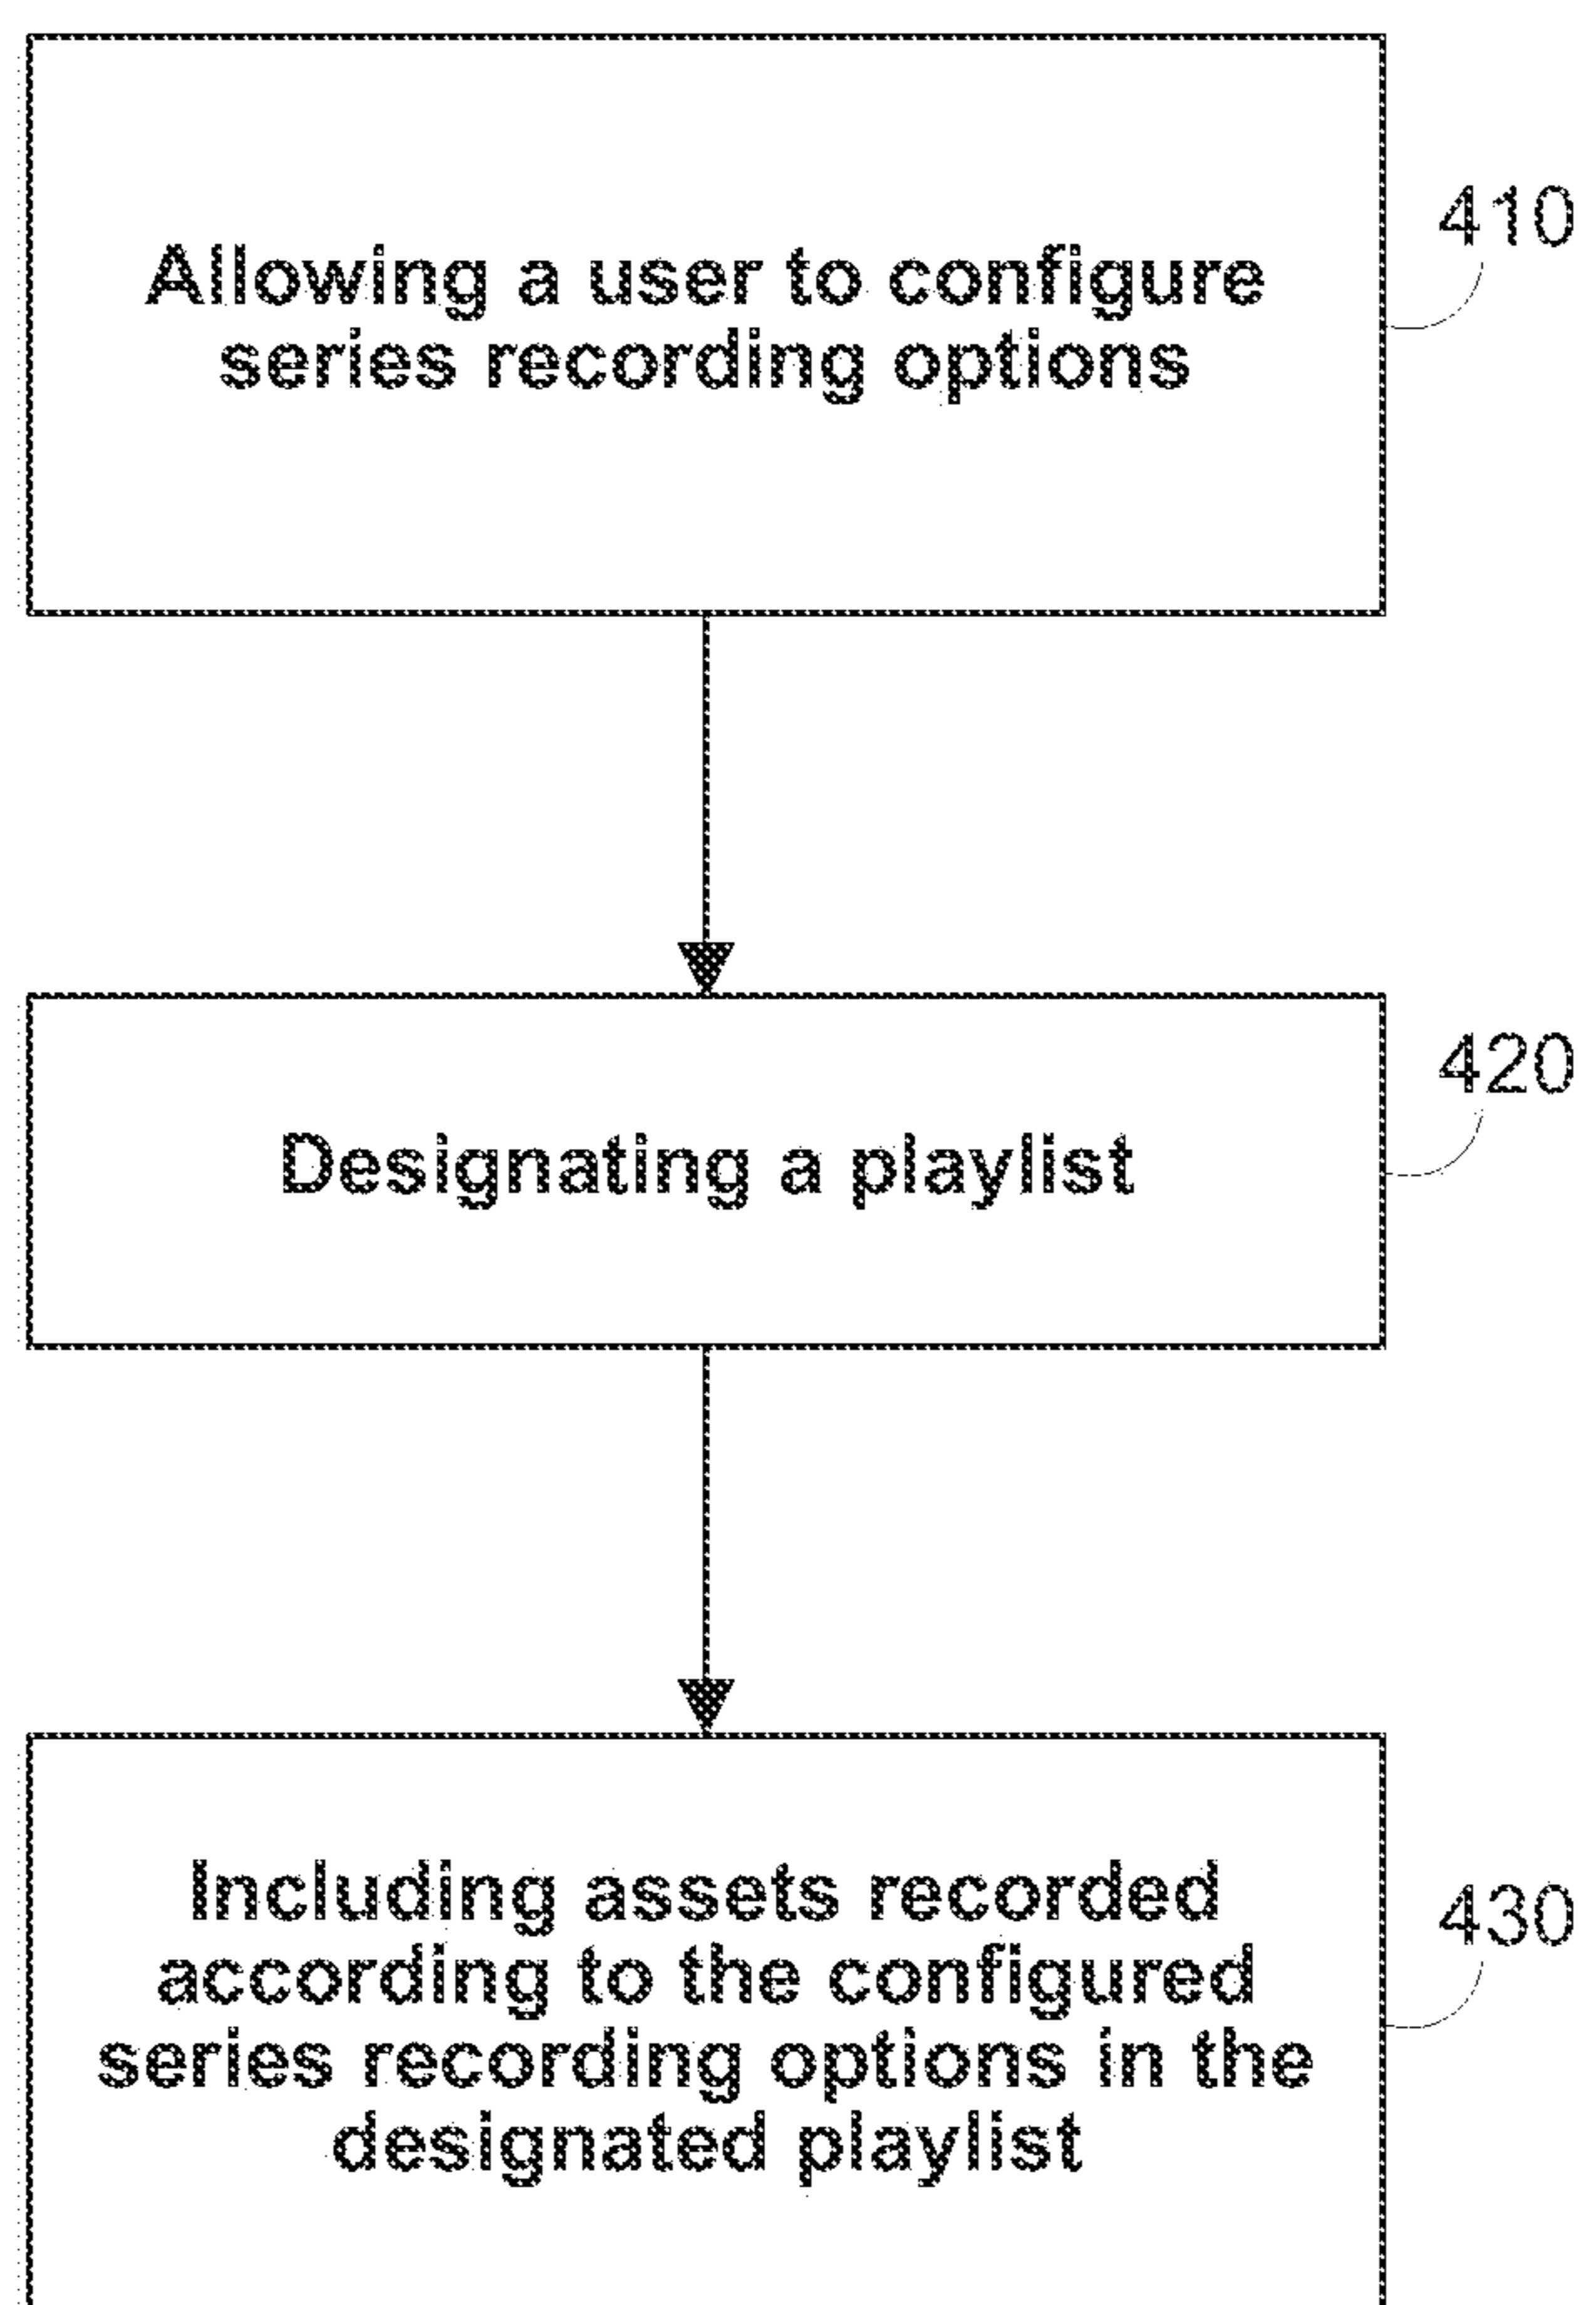 410
Allowing a user to configure
series recording options
420
Designating a playlist
430
Including assets recorded
according to the configured
series recording options in the
designated playlist